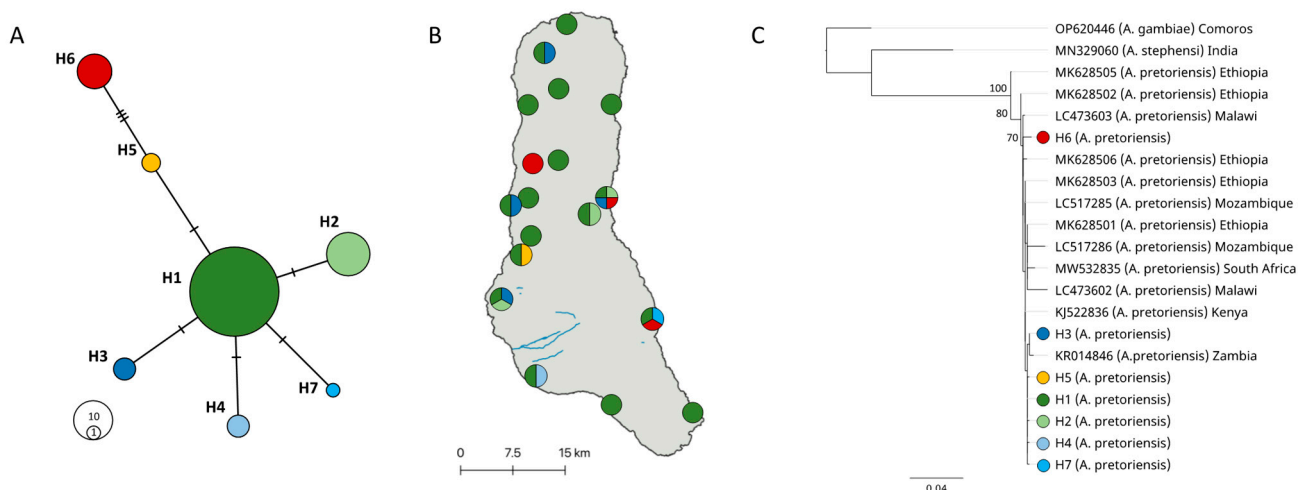 A
H6
H5
H2
H1
H3
H7
H4
10
1
B
0 7.5 15 km
C
OP620446 (A. gambiae) Comoros
MN329060 (A. stephensi) India
MK628505 (A. pretoriensis) Ethiopia
100
MK628502 (A. pretoriensis) Ethiopia
80
LC473603 (A. pretoriensis) Malawi
70
H6 (A. pretoriensis)
MK628506 (A. pretoriensis) Ethiopia
MK628503 (A. pretoriensis) Ethiopia
LC517285 (A. pretoriensis) Mozambique
MK628501 (A. pretoriensis) Ethiopia
LC517286 (A. pretoriensis) Mozambique
MW532835 (A. pretoriensis) South Africa
LC473602 (A. pretoriensis) Malawi
KJ522836 (A. pretoriensis) Kenya
H3 (A. pretoriensis)
KR014846 (A.pretoriensis) Zambia
H5 (A. pretoriensis)
H1 (A. pretoriensis)
H2 (A. pretoriensis)
H4 (A. pretoriensis)
H7 (A. pretoriensis)
0.04